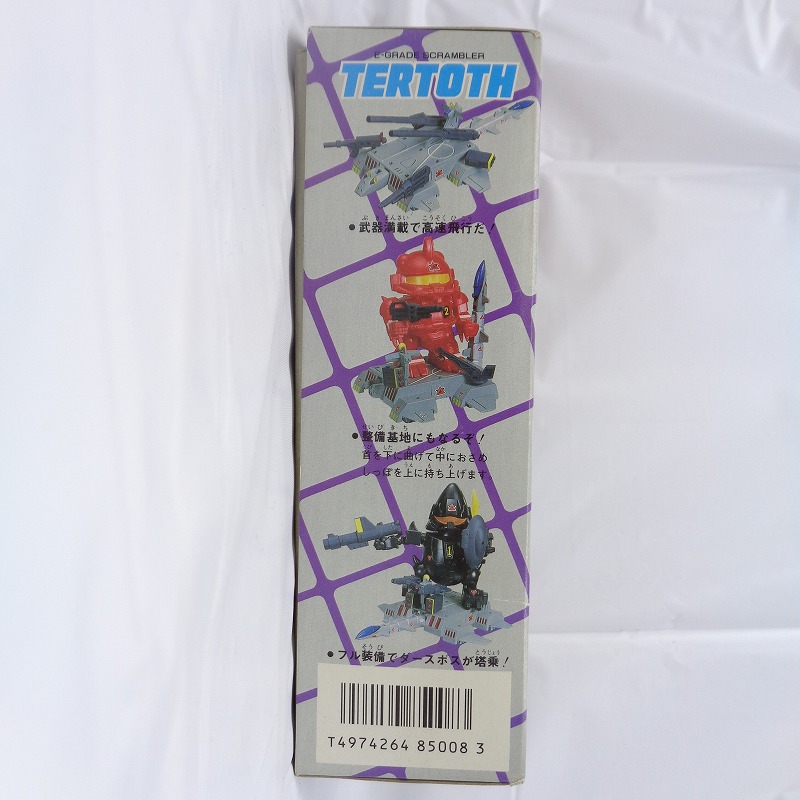 E-GRADE SCRAMBLER
TERTOTH
●武器満載で高速飛行だ!
●整備基地にもなるぞ!
首を下に曲げて中におさめ
しっぽを上に持ち上げます。
●フル装備でダースボスが塔乗!
T4974264 85008 3